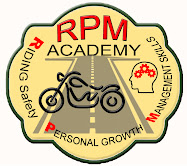 RPM
ACADEMY
RIDING Safety
PERSONAL GROWTH
MANAGEMENT SKILLS